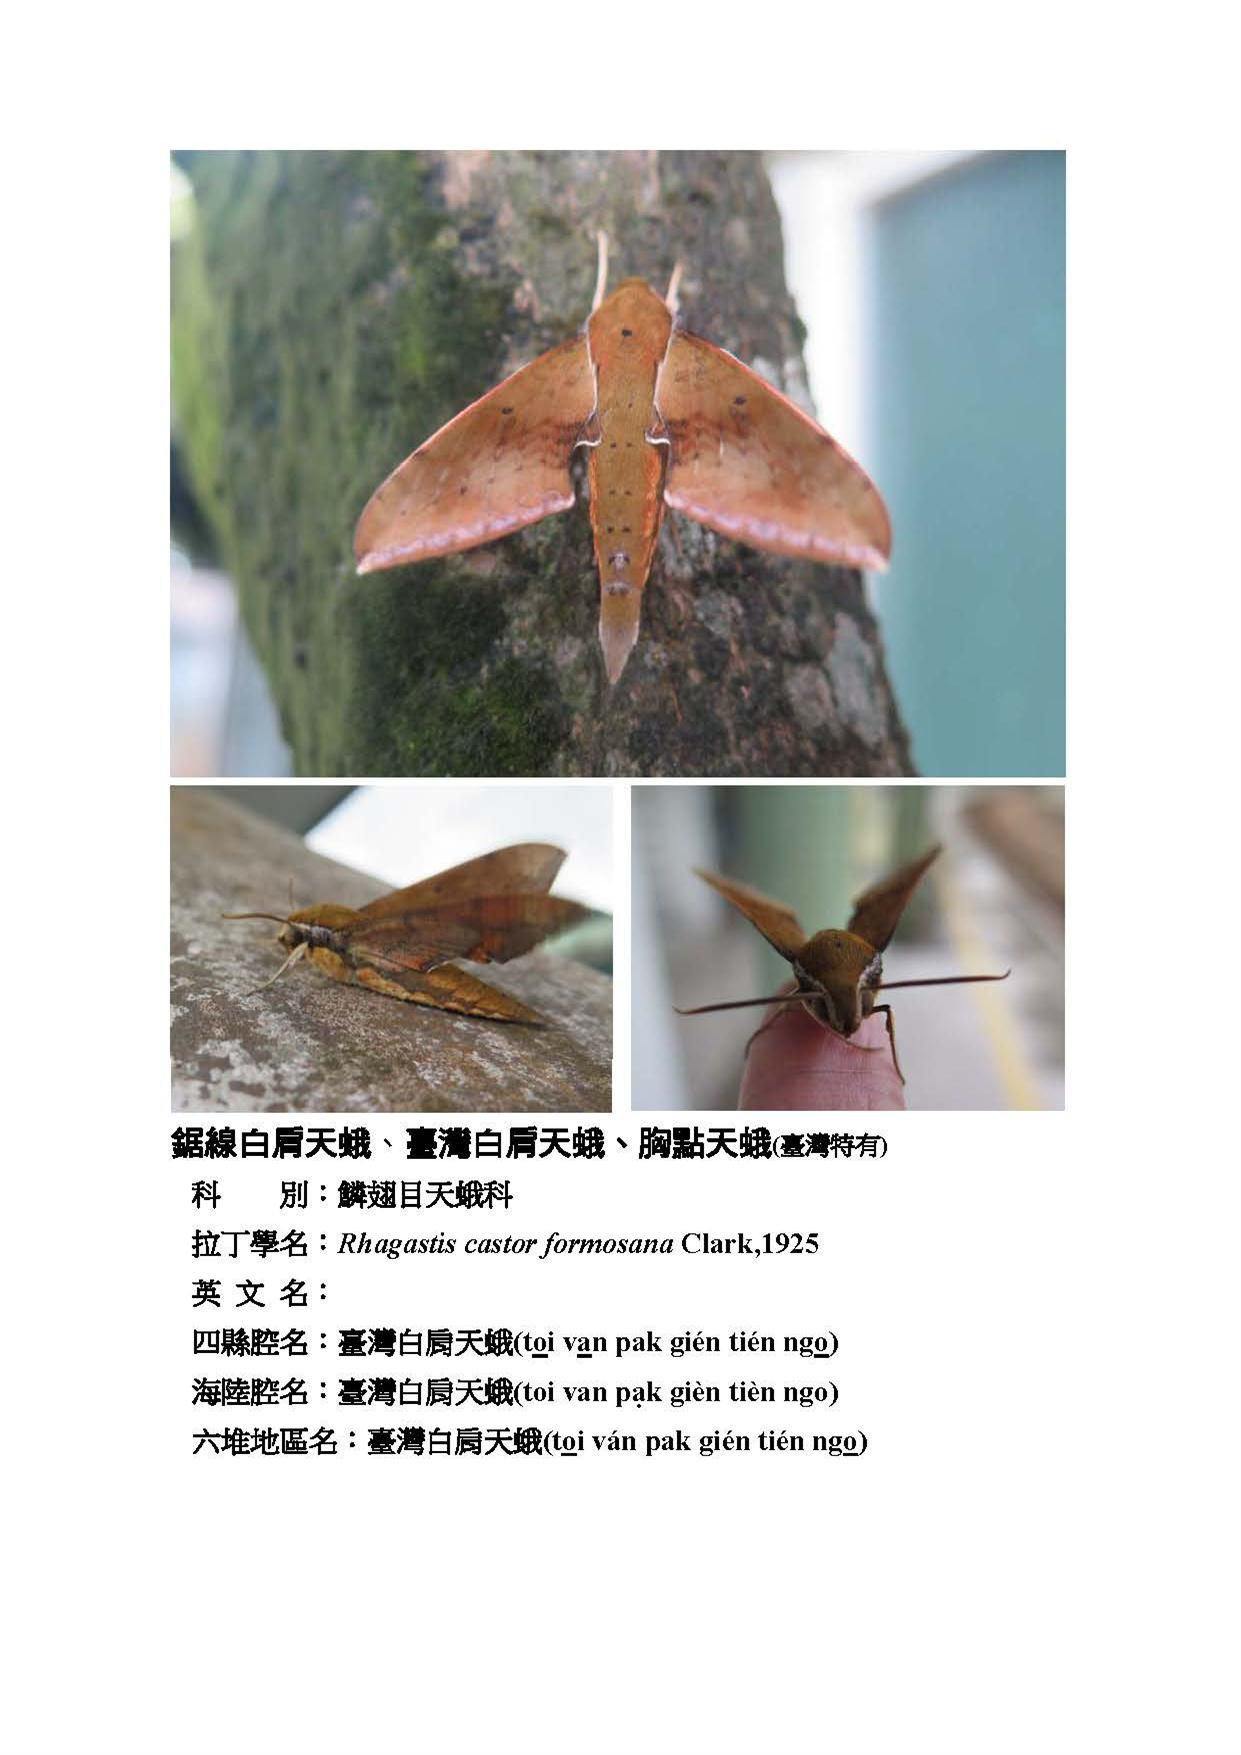 鋸線白肩天蛾、臺灣白肩天蛾、胸點天蛾(臺灣特有)
科　　別：鱗翅目天蛾科
拉丁學名：Rhagastis castor formosana Clark,1925
英 文 名：
四縣腔名：臺灣白肩天蛾(to̲i va̲n pak gién tién ngo̲)
海陸腔名：臺灣白肩天蛾(toi van pạk gièn tièn ngo)
六堆地區名：臺灣白肩天蛾(to̲i ván pak gién tién ngo̲)